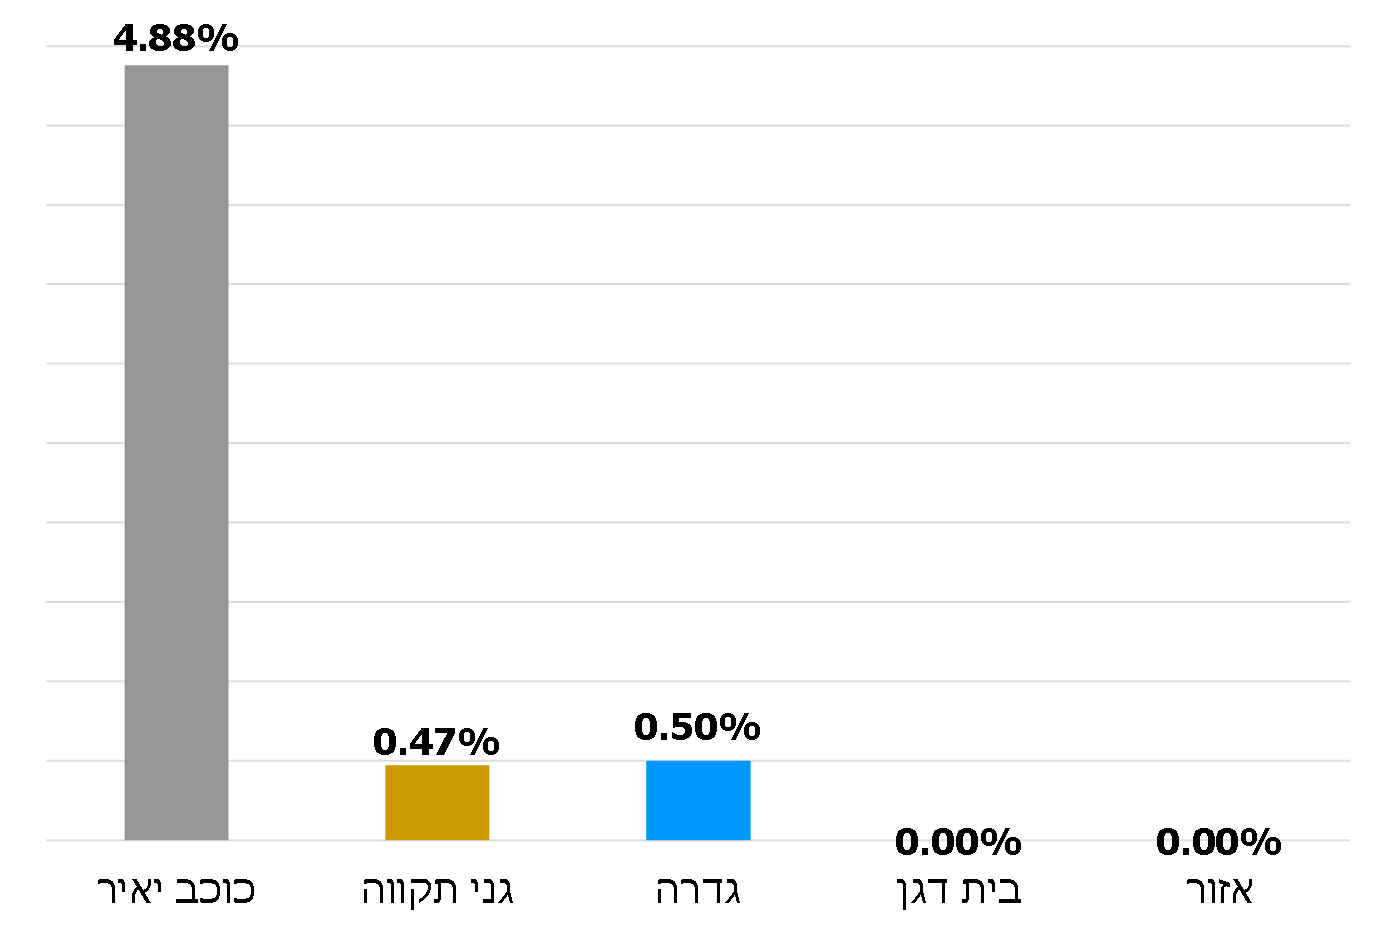 4.88%
0.47%
0.50%
0.00%
0.00%
כוכב יאיר
גני תקווה
גדרה
בית דגן
אזור